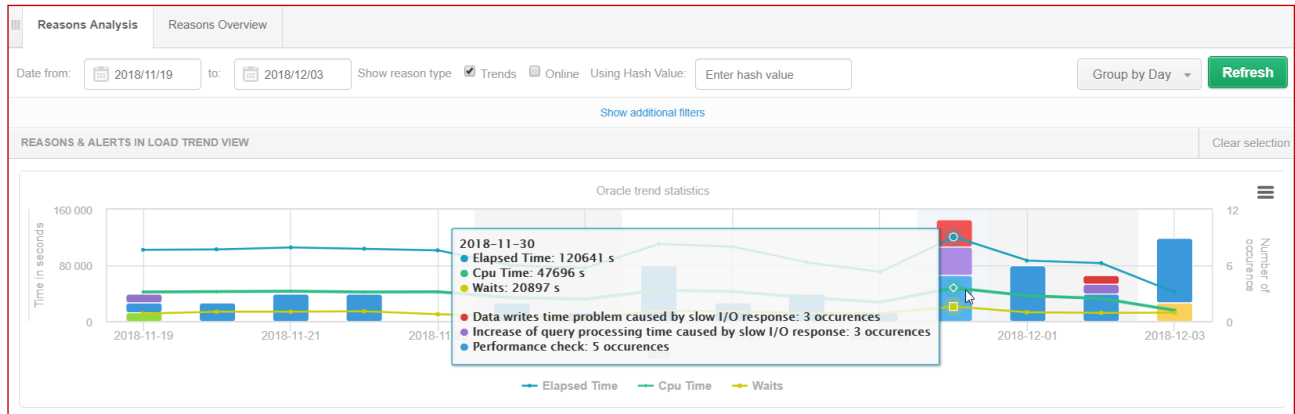 Reasons Analysis Reasons Overview
Date from: 2018/11/19 to: 2018/12/03 Show reason type Trends Online Using Hash Value: Enter hash value Group by Day Refresh
Show additional filters
REASONS & ALERTS IN LOAD TREND VIEW Clear selection
Oracle trend statistics
160 000 12
80 000 6
0 0
Time in seconds
Number of occurence
2018-11-30
Elapsed Time: 120641 s
Cpu Time: 47696 s
Waits: 20897 s
Data writes time problem caused by slow I/O response: 3 occurences
Increase of query processing time caused by slow I/O response: 3 occurences
Performance check: 5 occurences
2018-11-19 2018-11-21 2018-12-01 2018-12-03
Elapsed Time Cpu Time Waits